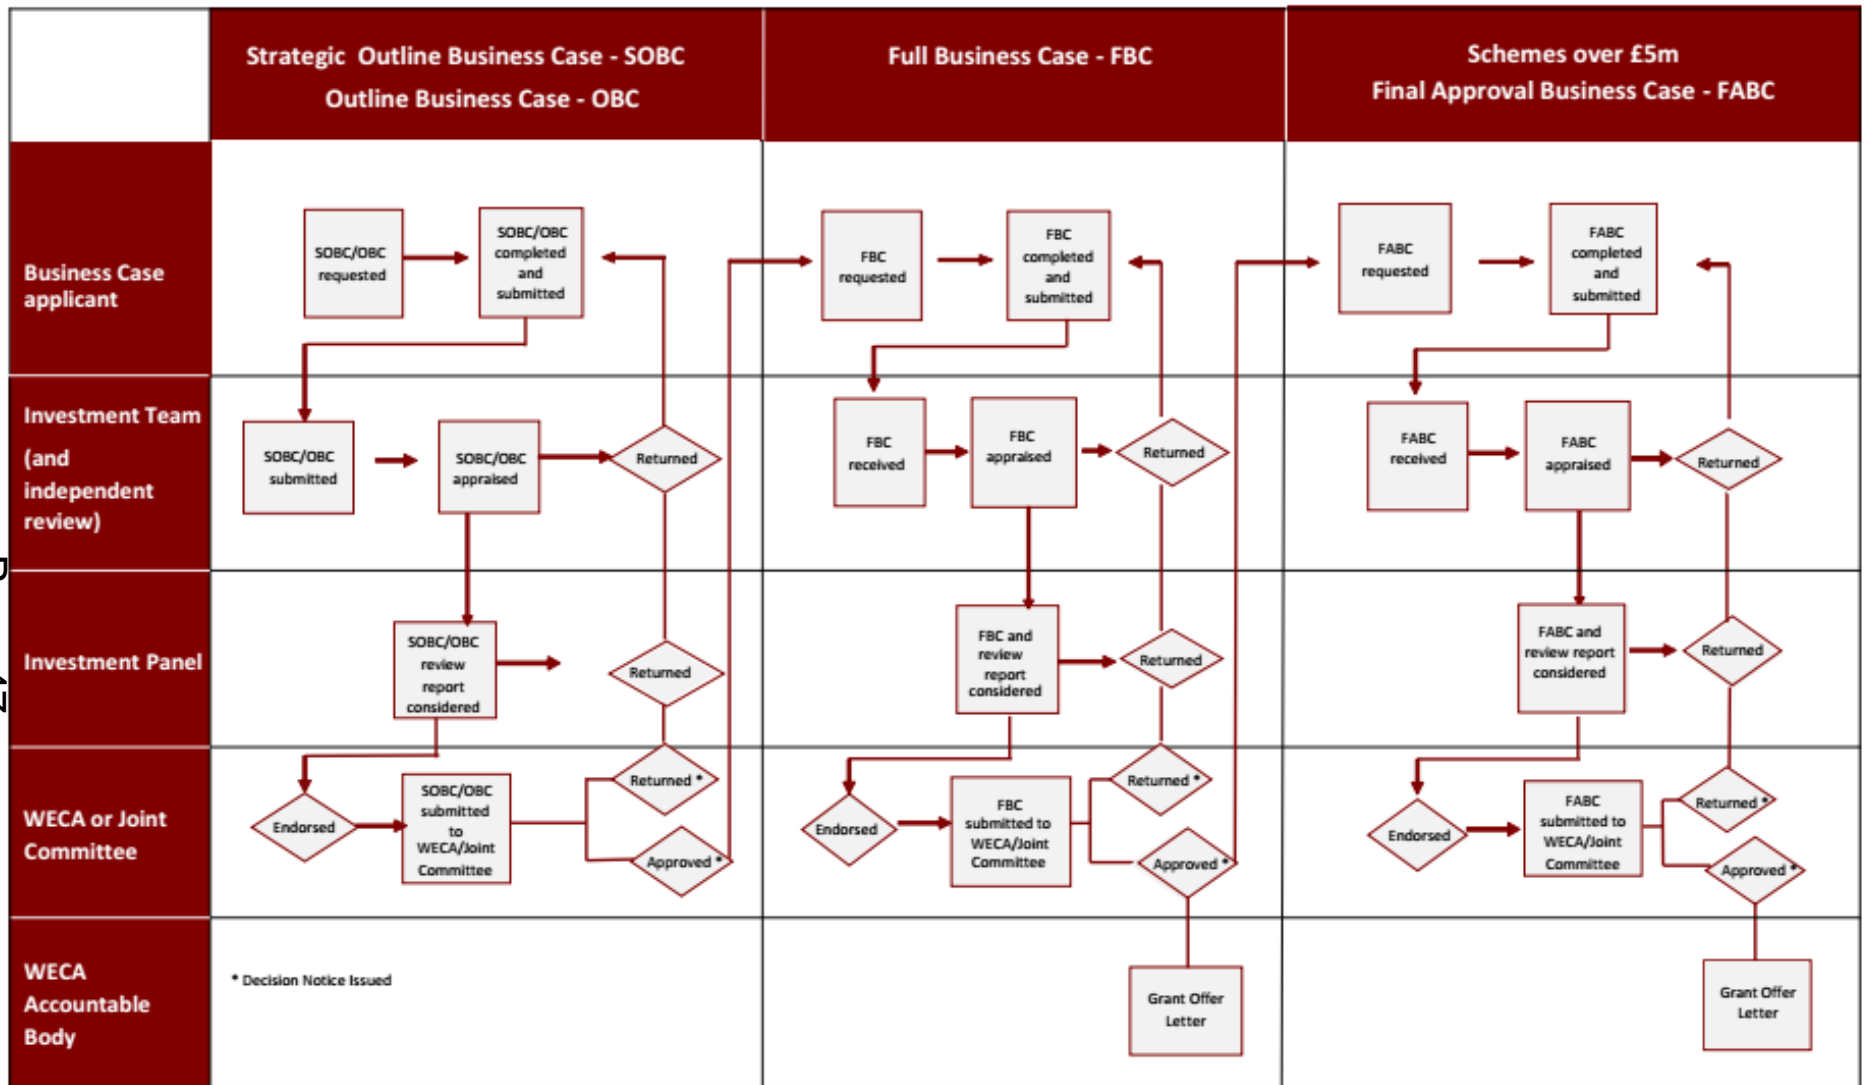 Strategic Outline Business Case - SOBC
Outline Business Case - OBC
Full Business Case - FBC
Schemes over £5m
Final Approval Business Case - FABC
Business Case
applicant
SOBC/OBC
requested
SOBC/OBC
completed
and
submitted
FBC
requested
FBC
completed
and
submitted
FABC
requested
FABC
completed
and
submitted
Investment Team
(and
independent
review)
SOBC/OBC
submitted
SOBC/OBC
appraised
Returned
FBC
received
FBC
appraised
Returned
FABC
received
FABC
appraised
Returned
Investment Panel
SOBC/OBC
review
report
considered
Returned
FBC and
review
report
considered
Returned
FABC and
review report
considered
Returned
WECA or Joint
Committee
Endorsed
SOBC/OBC
submitted
to
WECA/Joint
Committee
Returned *
Approved *
Endorsed
FBC
submitted to
WECA/Joint
Committee
Returned *
Approved *
Endorsed
FABC
submitted to
WECA/Joint
Committee
Returned *
Approved *
WECA
Accountable
Body
* Decision Notice Issued
Grant Offer
Letter
Grant Offer
Letter